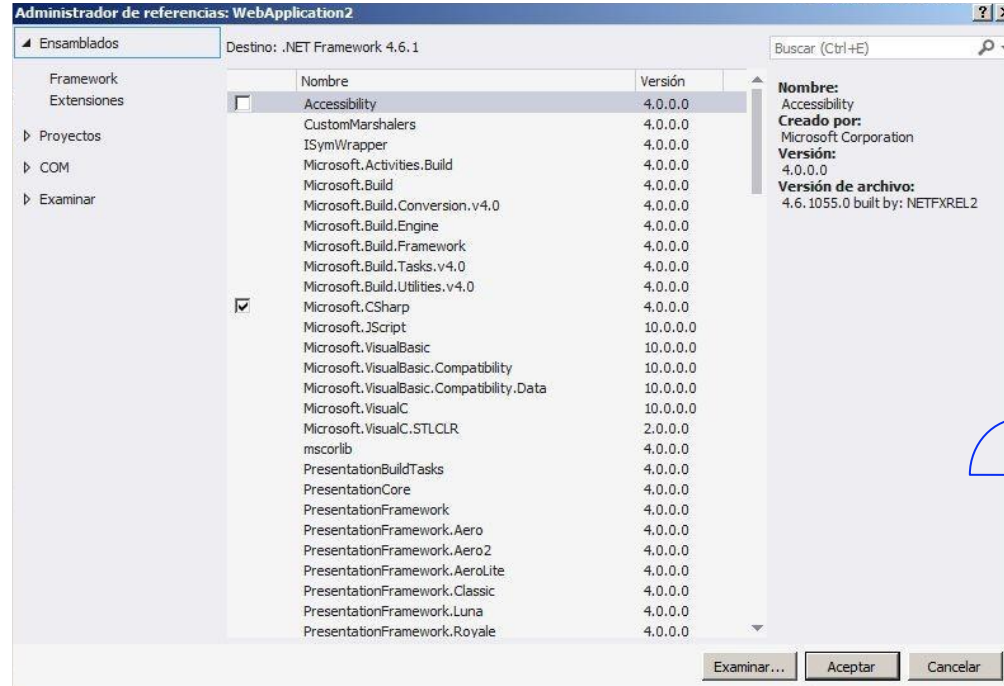 Administrador de referencias: WebApplication2
Ensamblados
Framework
Extensiones
Proyectos
COM
Examinar
Destino: .NET Framework 4.6.1
Nombre Versión
Accessibility 4.0.0.0
CustomMarshalers 4.0.0.0
ISymWrapper 4.0.0.0
Microsoft.Activities.Build 4.0.0.0
Microsoft.Build 4.0.0.0
Microsoft.Build.Conversion.v4.0 4.0.0.0
Microsoft.Build.Engine 4.0.0.0
Microsoft.Build.Framework 4.0.0.0
Microsoft.Build.Tasks.v4.0 4.0.0.0
Microsoft.Build.Utilities.v4.0 4.0.0.0
Microsoft.CSharp 4.0.0.0
Microsoft.JScript 10.0.0.0
Microsoft.VisualBasic 10.0.0.0
Microsoft.VisualBasic.Compatibility 10.0.0.0
Microsoft.VisualBasic.Compatibility.Data 10.0.0.0
Microsoft.VisualC 10.0.0.0
Microsoft.VisualC.STLCLR 2.0.0.0
mscorlib 4.0.0.0
PresentationBuildTasks 4.0.0.0
PresentationCore 4.0.0.0
PresentationFramework 4.0.0.0
PresentationFramework.Aero 4.0.0.0
PresentationFramework.Aero2 4.0.0.0
PresentationFramework.AeroLite 4.0.0.0
PresentationFramework.Classic 4.0.0.0
PresentationFramework.Luna 4.0.0.0
PresentationFramework.Royale 4.0.0.0
Buscar (Ctrl+E)
Nombre:
Accessibility
Creado por:
Microsoft Corporation
Versión:
4.0.0.0
Versión de archivo:
4.6.1055.0 built by: NETFXREL2
Examinar... Aceptar Cancelar